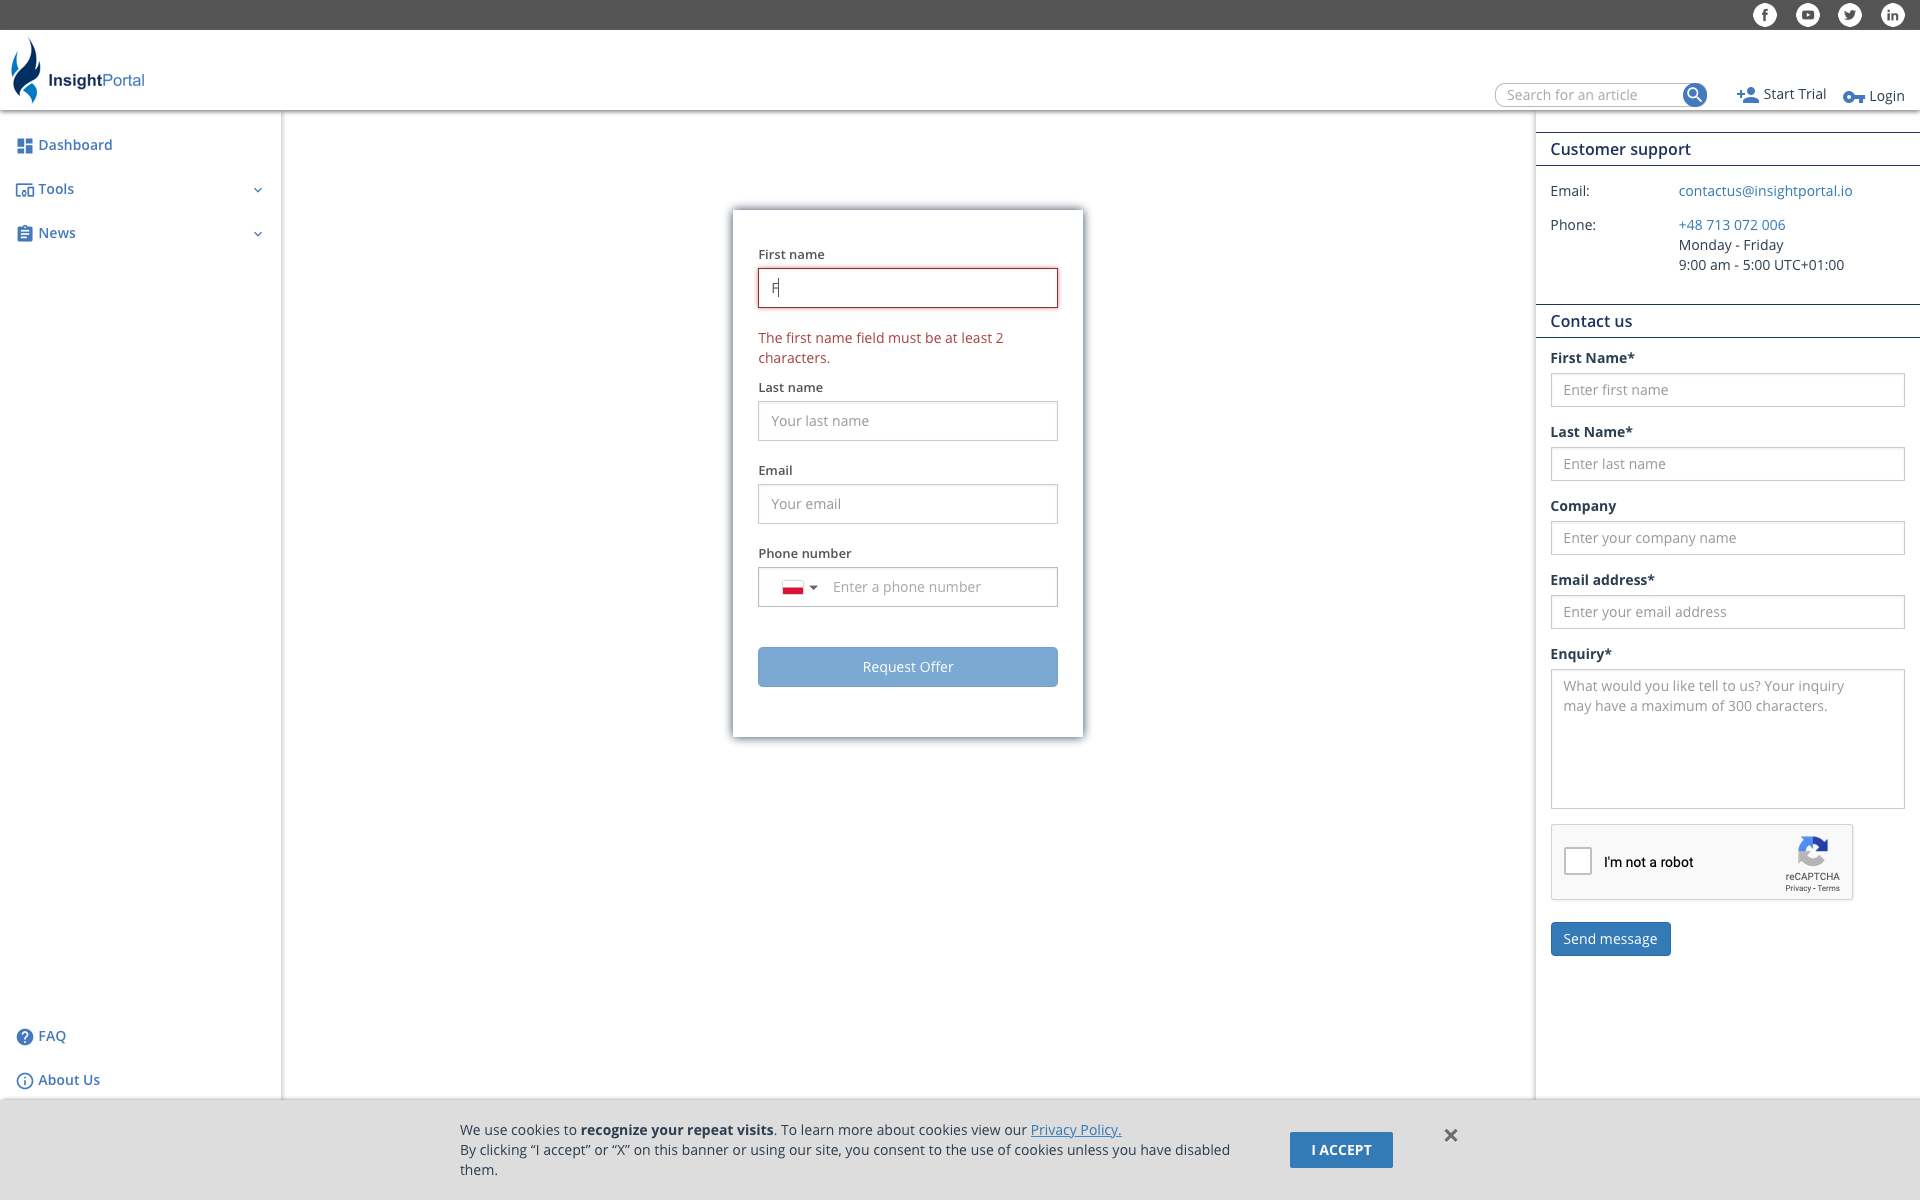 InsightPortal
Search for an article
Start Trial
Login
Dashboard
Tools
News
FAQ
About Us
First name
F
The first name field must be at least 2
characters.
Last name
Your last name
Email
Your email
Phone number
Enter a phone number
Request Offer
Customer support
Email:
contactus@insightportal.io
Phone:
+48 713 072 006
Monday - Friday
9:00 am - 5:00 UTC+01:00
Contact us
First Name*
Enter first name
Last Name*
Enter last name
Company
Enter your company name
Email address*
Enter your email address
Enquiry*
What would you like tell to us? Your inquiry
may have a maximum of 300 characters.
I'm not a robot
reCAPTCHA
Privacy - Terms
Send message
We use cookies to recognize your repeat visits. To learn more about cookies view our Privacy Policy.
By clicking “I accept” or “X” on this banner or using our site, you consent to the use of cookies unless you have disabled
them.
I ACCEPT